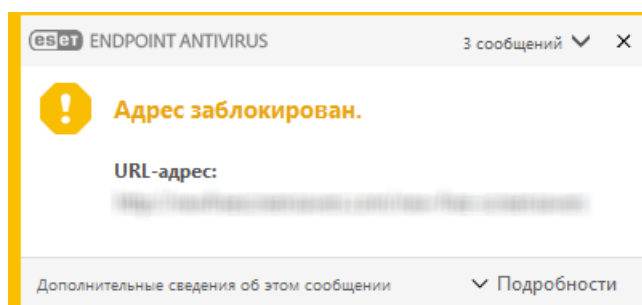 eset ENDPOINT ANTIVIRUS
3 сообщений
Адрес заблокирован.
URL-адрес:
Дополнительные сведения об этом сообщении
Подробности